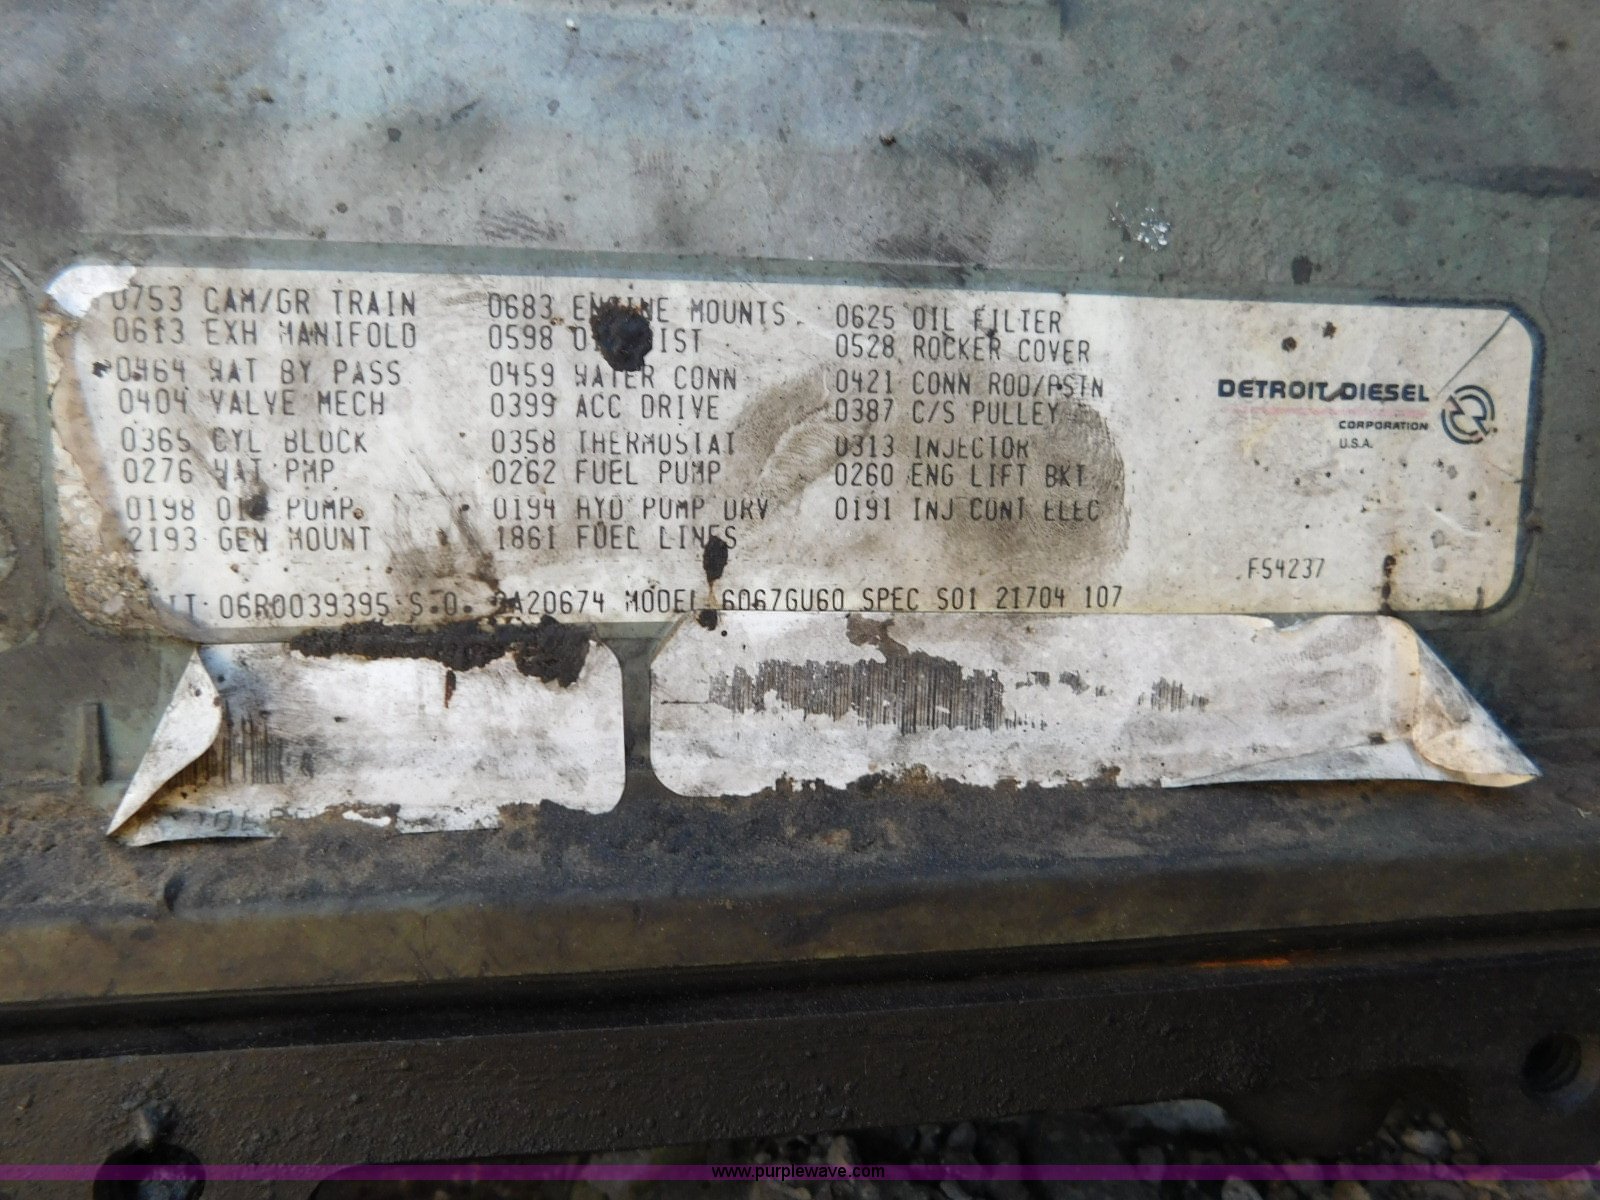 0753 CAM/GR TRAIN 0683 ENGINE MOUNTS 0625 OIL FILTER
0613 EXH MANIFOLD 0598 0528 ROCKER COVER
0464 WAT BY PASS 0459 WATER CONN 0421 CONN ROD/PSTN
0404 VALVE MECH 0399 ACC DRIVE 0387 C/S PULLEY
0365 CYL BLOCK 0358 THERMOSTAT 0313 INJECTOR
0276 WAT PMP 0262 FUEL PUMP 0260 ENG LIFT BKT
0198 OIL PUMP 0194 HYD PUMP DRV 0191 INJ CONT ELEC
2193 GEN MOUNT 1861 FUEL LINES
06R0039395 S.O. MODEL 6067GU60 SPEC S01 21704 107
DETROIT DIESEL
CORPORATION
U.S.A.
F54237
www.purplewave.com